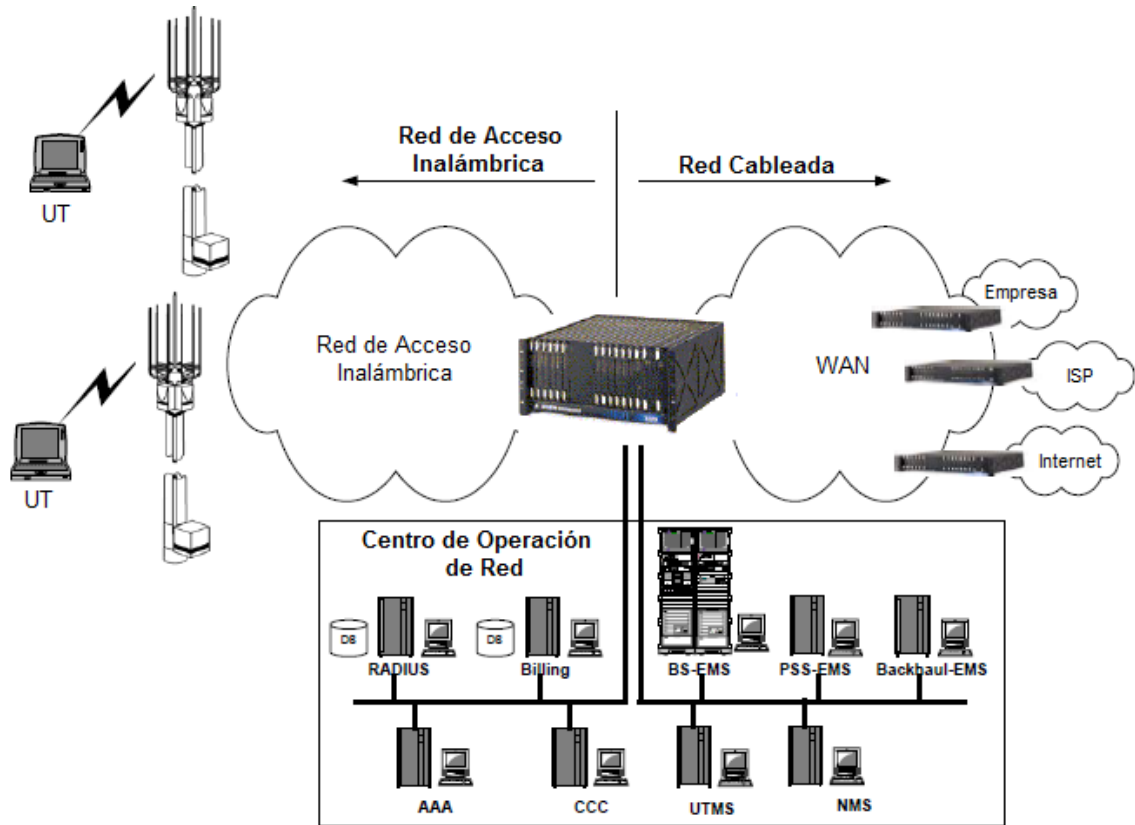 Red de Acceso
Inalámbrica
Red Cableada
UT
Empresa
Red de Acceso
Inalámbrica
WAN
ISP
UT
Internet
Centro de Operación
de Red
DB
DB
RADIUS
Billing
BS-EMS
PSS-EMS
Backhaul-EMS
AAA
CCC
UTMS
NMS